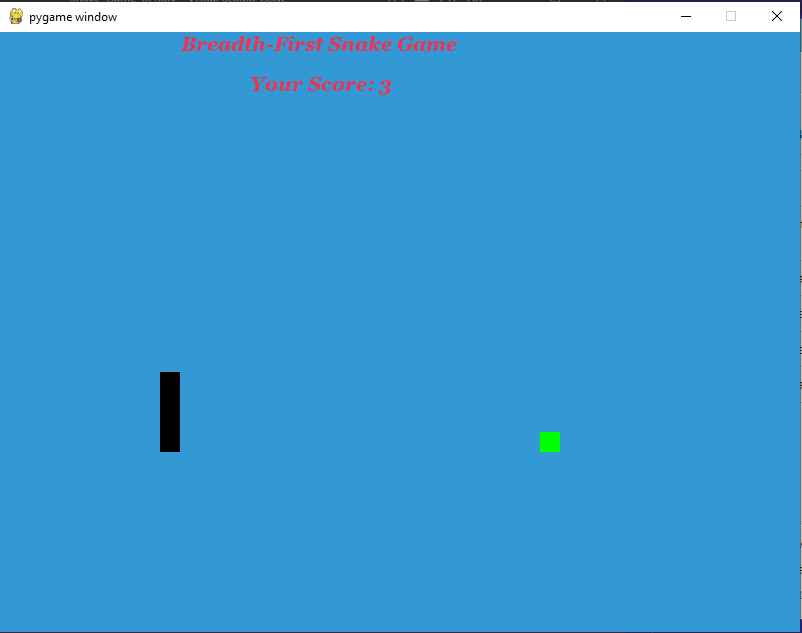 pygame window
Breadth-First Snake Game
Your Score: 3